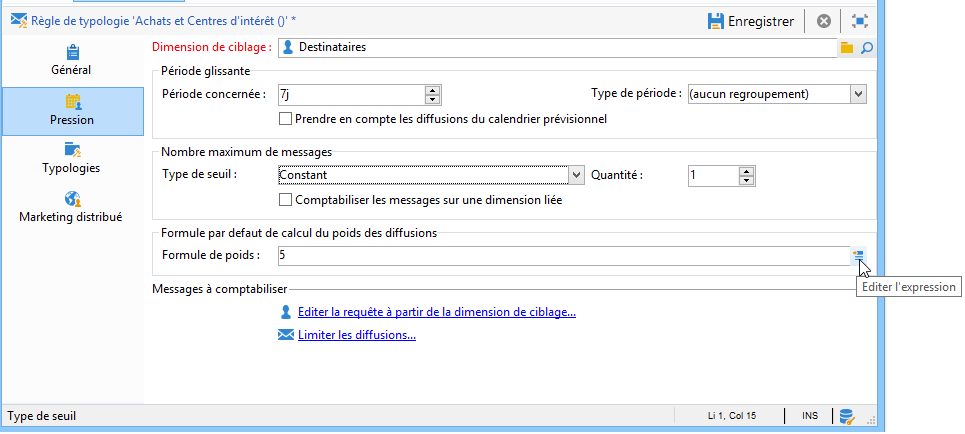 Règle de typologie 'Achats et Centres d'intérêt ()' *
Enregistrer
Général
Pression
Typologies
Marketing distribué
Dimension de ciblage :
Destinataires
Période glissante
Période concernée :
7j
Type de période :
(aucun regroupement)
Prendre en compte les diffusions du calendrier prévisionnel
Nombre maximum de messages
Type de seuil :
Constant
Quantité :
1
Comptabiliser les messages sur une dimension liée
Formule par defaut de calcul du poids des diffusions
Formule de poids :
5
Editer l'expression
Messages à comptabiliser
Editer la requête à partir de la dimension de ciblage...
Limiter les diffusions...
Type de seuil
Li 1, Col 15
INS